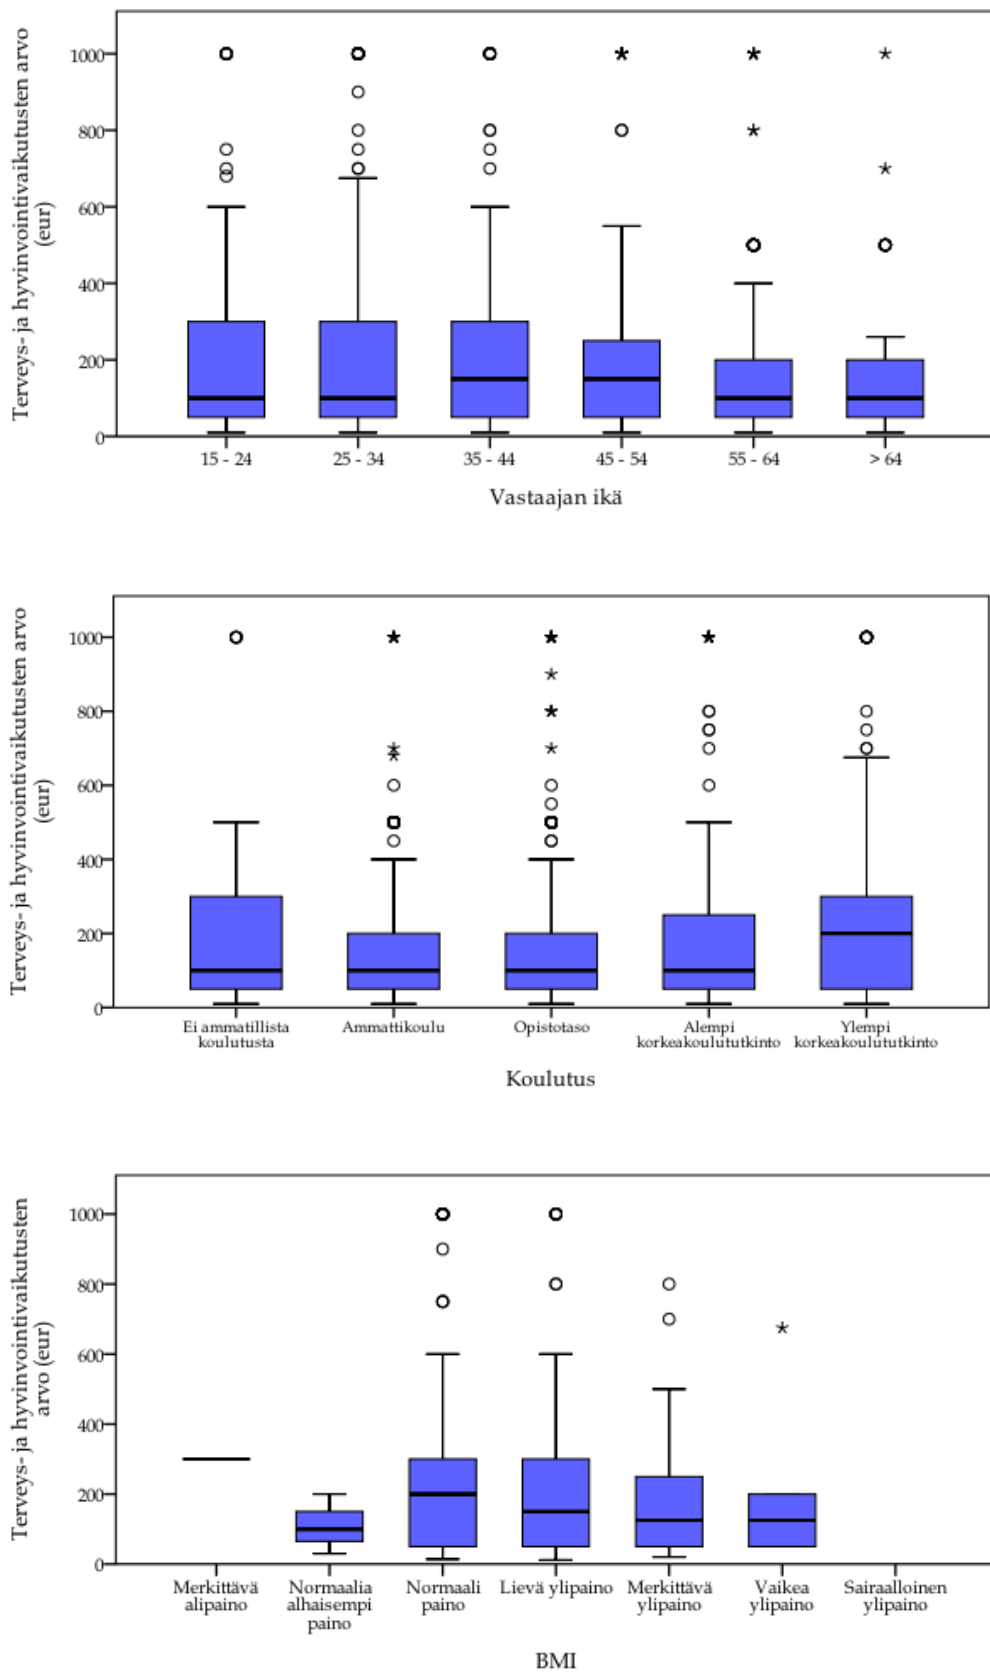 Terveys- ja hyvinvointivaikutusten arvo
(eur)
1000
800
600
400
200
0
15 - 24
25 - 34
35 - 44
45 - 54
55 - 64
> 64
Vastaajan ikä
Terveys- ja hyvinvointivaikutusten arvo
(eur)
1000
800
600
400
200
0
Ei ammatillista
koulutusta
Ammattikoulu
Opistotaso
Alempi
korkeakoulututkinto
Ylempi
korkeakoulututkinto
Koulutus
Terveys- ja hyvinvointivaikutusten
arvo (eur)
1000
800
600
400
200
0
Merkittävä
alipaino
Normaalia
alhaisempi
paino
Normaali
paino
Lievä ylipaino
Merkittävä
ylipaino
Vaikea
ylipaino
Sairaalloinen
ylipaino
BMI